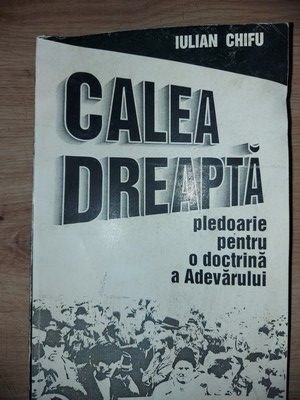 IULIAN CHIFU
CALEA
DREAPTĂ
pledoarie
pentru
o doctrină
a Adevărului